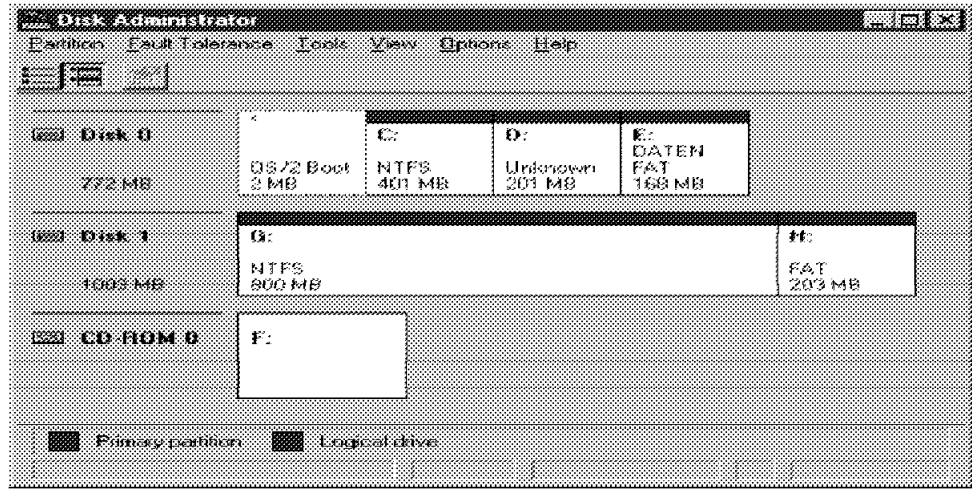 Disk Administrator
Partition Fault Tolerance Tools View Options Help
Disk 0
772 MB
OS/2 Boot
2 MB
C:
NTFS
401 MB
D:
Unknown
201 MB
E:
DATEN
FAT
168 MB
Disk 1
1003 MB
G:
NTFS
800 MB
H:
FAT
203 MB
CD-ROM 0
F:
Primary partition Logical drive